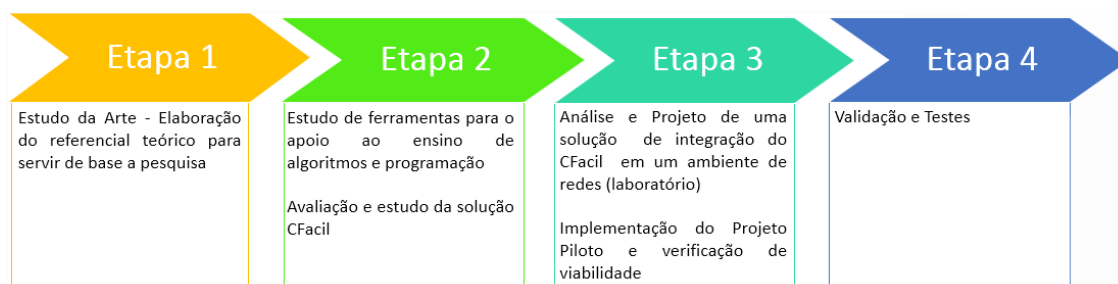 Etapa 1
Etapa 2
Etapa 3
Etapa 4
Estudo da Arte - Elaboração
do referencial teórico para
servir de base a pesquisa
Estudo de ferramentas para o
apoio ao ensino de
algoritmos e programação
Avaliação e estudo da solução
CFacil
Análise e Projeto de uma
solução de integração do
CFacil em um ambiente de
redes (laboratório)
Implementação do Projeto
Piloto e verificação de
viabilidade
Validação e Testes